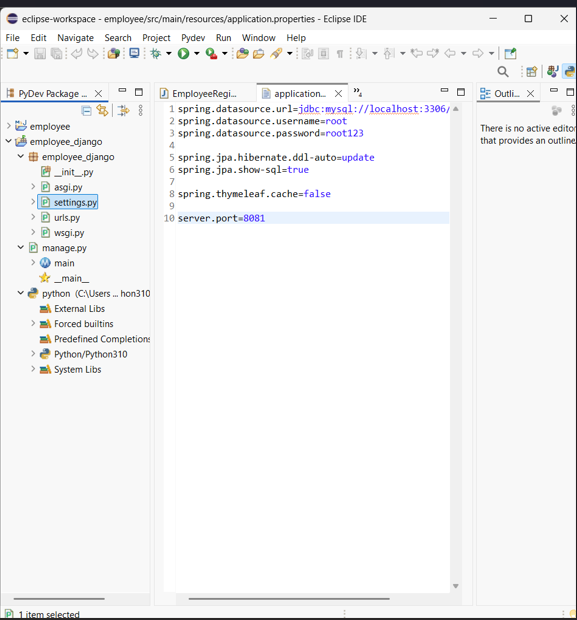 eclipse-workspace - employee/src/main/resources/application.properties - Eclipse IDE
File Edit Navigate Search Project Pydev Run Window Help
PyDev Package ...
employee
employee_django
employee_django
__init__.py
asgi.py
settings.py
urls.py
wsgi.py
manage.py
main
__main__
python (C:\Users ... hon310
External Libs
Forced builtins
Predefined Completions
Python/Python310
System Libs
EmployeeRegi... application... »4
1 spring.datasource.url=jdbc:mysql://localhost:3306/
2 spring.datasource.username=root
3 spring.datasource.password=root123
4
5 spring.jpa.hibernate.ddl-auto=update
6 spring.jpa.show-sql=true
7
8 spring.thymeleaf.cache=false
9
10 server.port=8081
Outli...
There is no active editor
that provides an outline.
1 item selected